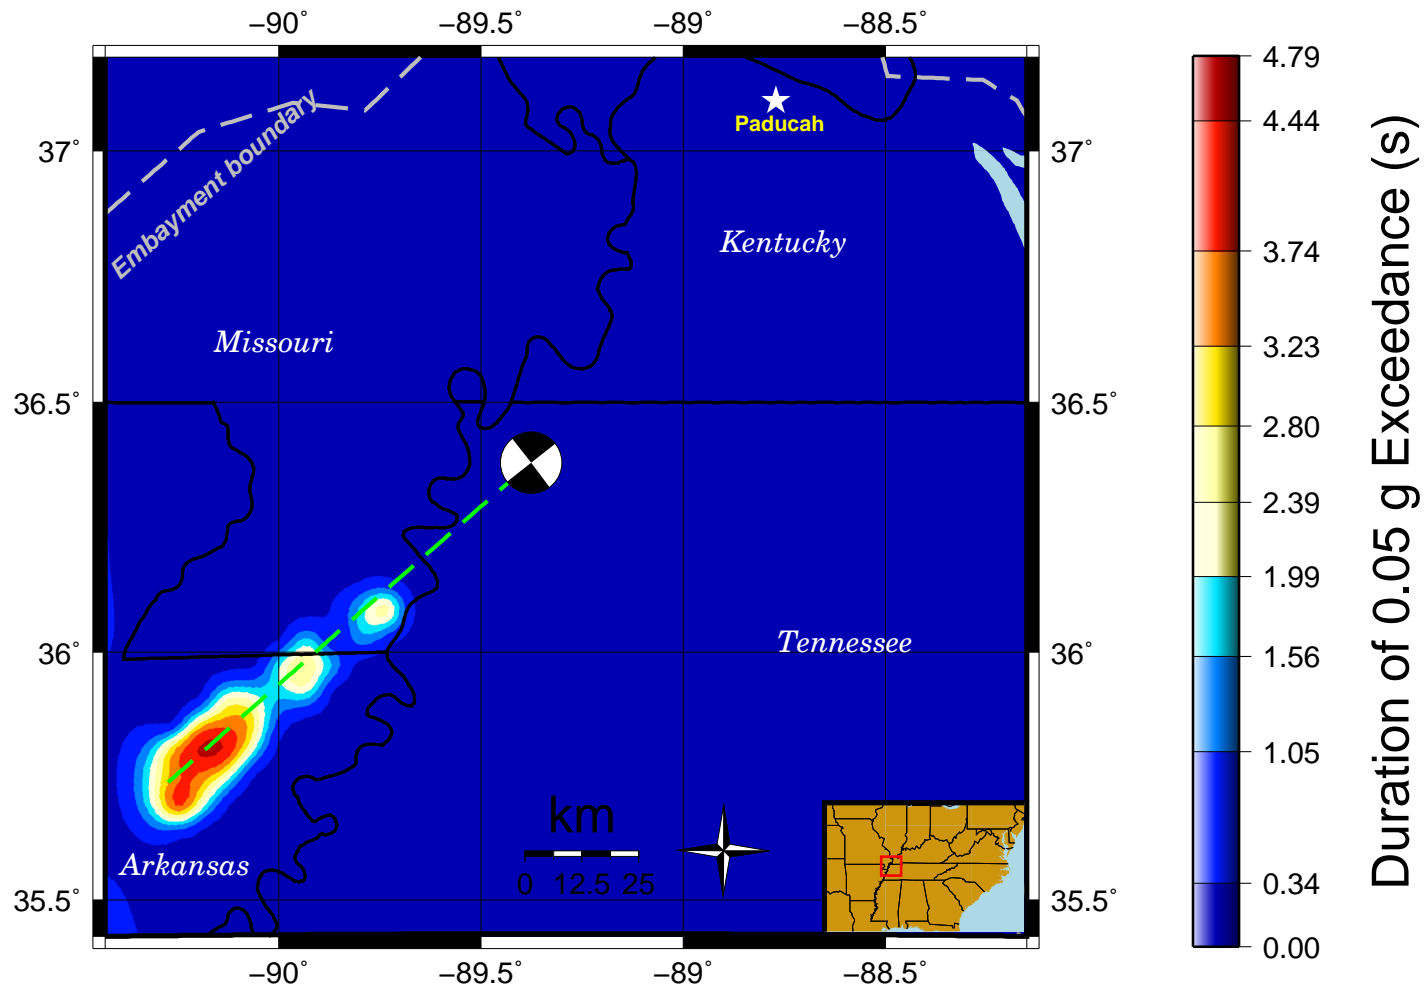 −90° −89.5° −89° −88.5°
37° 37°
36.5° 36.5°
36° 36°
35.5° 35.5°
−90° −89.5° −89° −88.5°
Embayment boundary
Paducah
Kentucky
Missouri
Tennessee
Arkansas
km
0 12.5 25
4.79
4.44
3.74
3.23
2.80
2.39
1.99
1.56
1.05
0.34
0.00
Duration of 0.05 g Exceedance (s)